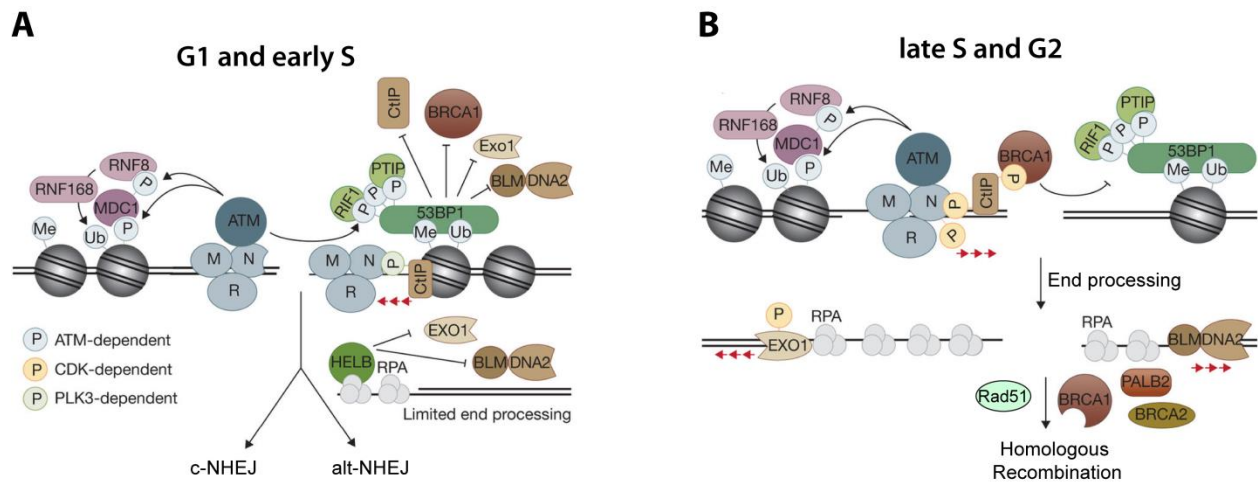 A
G1 and early S
CtIP
BRCA1
Exo1
BLM DNA2
RNF8
P
RNF168
MDC1
Me
Ub
P
ATM
M N
R
PTIP
RIF1
P P P
53BP1
Me Ub
M N P
R
CtIP
P ATM-dependent
P CDK-dependent
P PLK3-dependent
EXO1
HELB
RPA
BLM DNA2
Limited end processing
c-NHEJ
alt-NHEJ
B
late S and G2
RNF8
P
RNF168
MDC1
Me
Ub
P
ATM
M N P
R P
CtIP
BRCA1
P
PTIP
RIF1
P P P
53BP1
Me Ub
End processing
P
EXO1
RPA
RPA
BLM DNA2
Rad51
BRCA1
PALB2
BRCA2
Homologous
Recombination